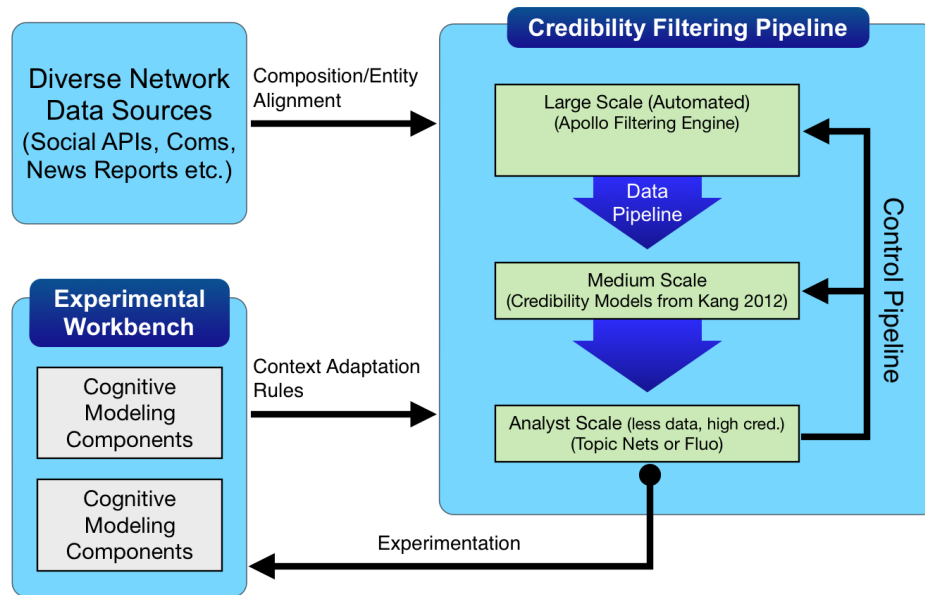 Diverse Network
Data Sources
(Social APIs, Coms,
News Reports etc.)
Composition/Entity
Alignment
Credibility Filtering Pipeline
Large Scale (Automated)
(Apollo Filtering Engine)
Data
Pipeline
Medium Scale
(Credibility Models from Kang 2012)
Analyst Scale (less data, high cred.)
(Topic Nets or Fluo)
Control Pipeline
Experimental
Workbench
Cognitive
Modeling
Components
Cognitive
Modeling
Components
Context Adaptation
Rules
Experimentation